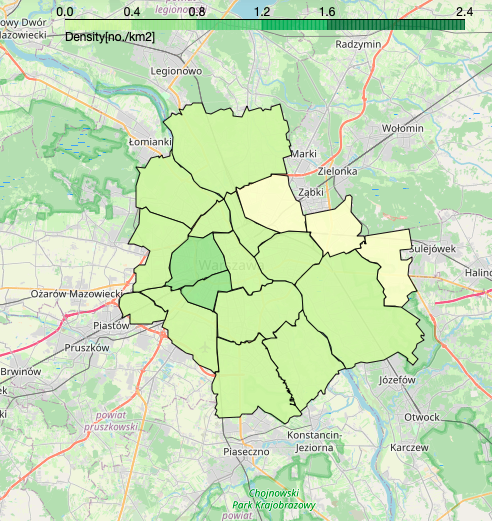 0.0 0.4 0.8 1.2 1.6 2.4
Density[no./km2]
owy Dwór
Mazowiecki
legionowo
Radzymin
Legionowo
Wołomin
Łomianki
Marki
Zielonka
Ząbki
Sulejówek
Warszawa
Halinó
Ożarów Mazowiecki
Piastów
Pruszków
Brwinów
Józefów
powiat
pruszkowski
Otwock
Konstancin-
Jeziorna
Karczew
Piaseczno
Chojnowski
Park Krajobrazowy
powiat